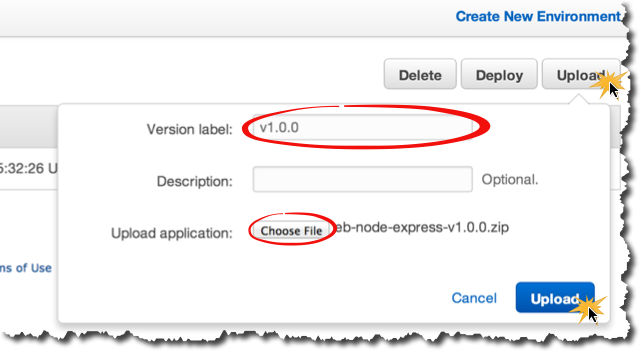 Create New Environment
Delete Deploy Upload
Version label: v1.0.0
5:32:26 U
Description: Optional.
Upload application: Choose File eb-node-express-v1.0.0.zip
ms of Use
Cancel Upload